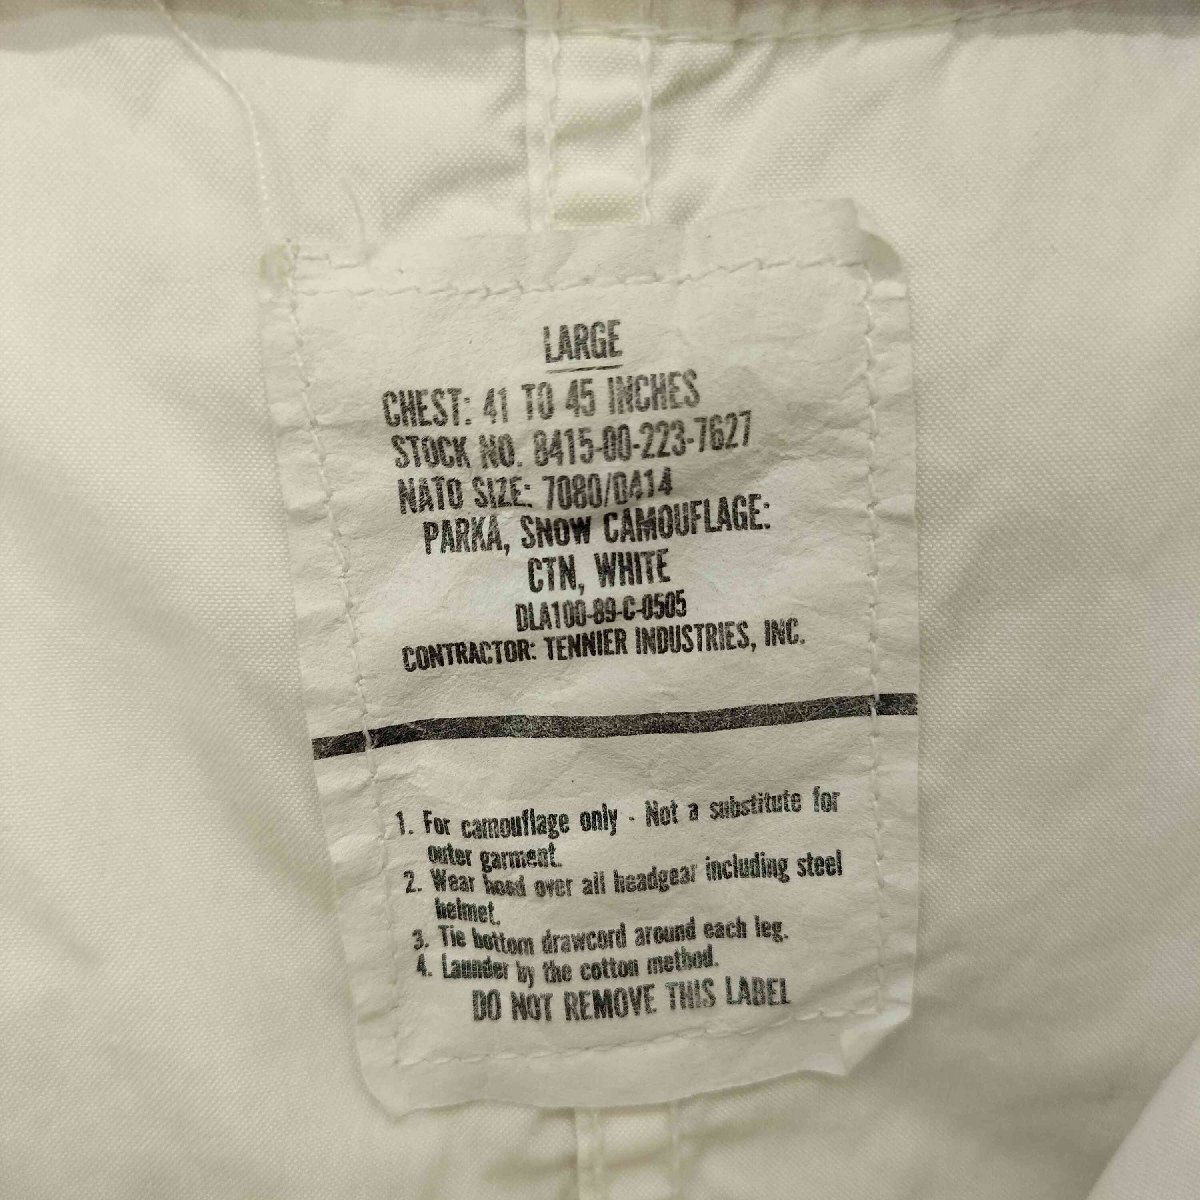 LARGE
CHEST: 41 TO 45 INCHES
STOCK NO. 8415-00-223-7627
NATO SIZE: 7080/0414
PARKA, SNOW CAMOUFLAGE:
CTN, WHITE
DLA100-89-C-0505
CONTRACTOR: TENNIER INDUSTRIES, INC.
1. For camouflage only - Not a substitute for
outer garment.
2. Wear hood over all headgear including steel
helmet.
3. Tie bottom drawcord around each leg.
4. Launder by the cotton method.
DO NOT REMOVE THIS LABEL